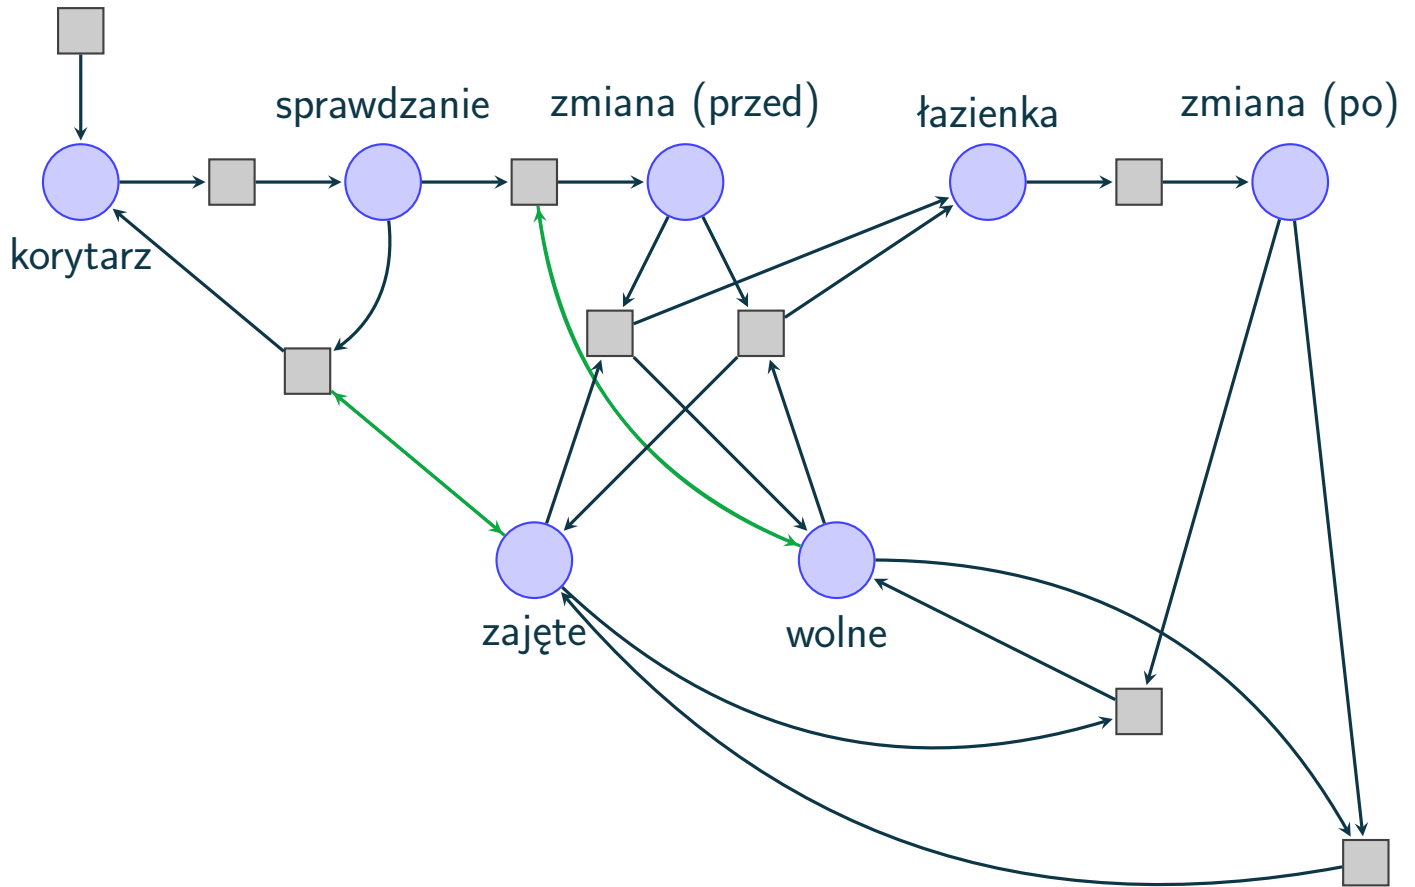 sprawdzanie
zmiana (przed)
łazienka
zmiana (po)
korytarz
zajęte
wolne